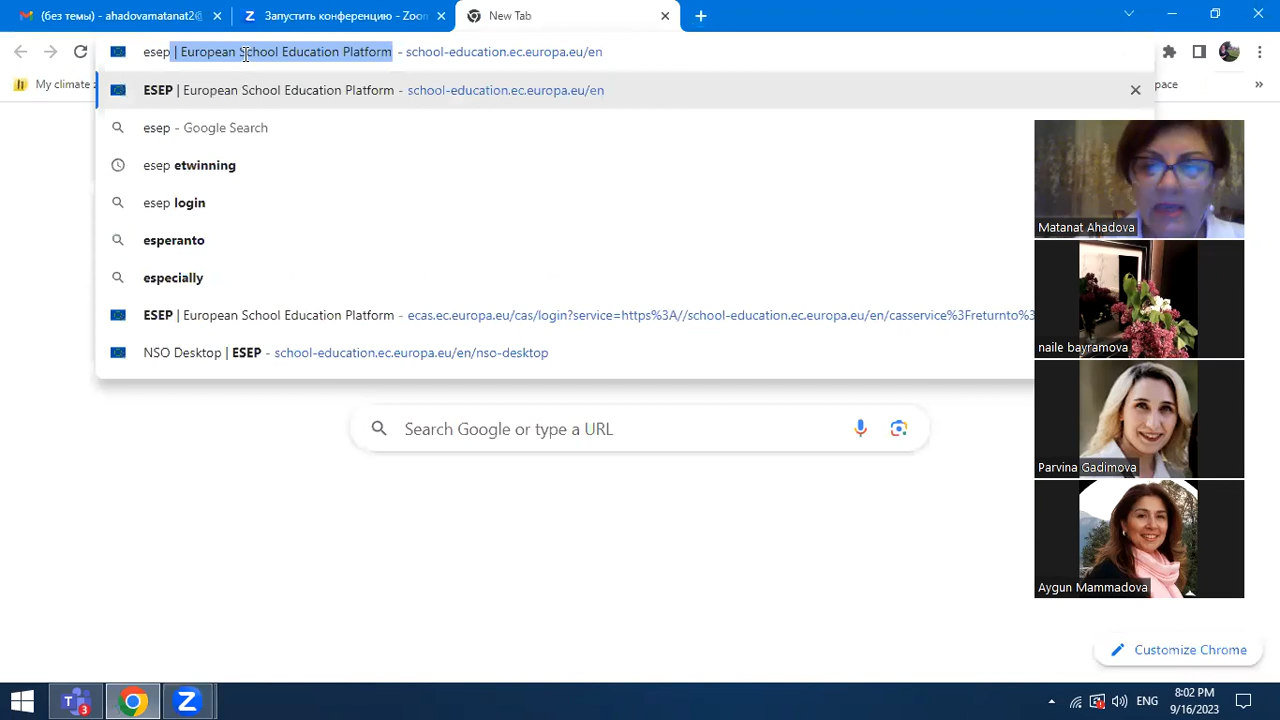 (без темы) - ahadovamatanat2@
Запустить конференцию - Zoom
New Tab
esep | European School Education Platform - school-education.ec.europa.eu/en
My climate
space
»
ESEP | European School Education Platform - school-education.ec.europa.eu/en
esep - Google Search
esep etwinning
esep login
esperanto
especially
ESEP | European School Education Platform - ecas.ec.europa.eu/cas/login?service=https%3A//school-education.ec.europa.eu/en/casservice%3Freturnto%3
NSO Desktop | ESEP - school-education.ec.europa.eu/en/nso-desktop
Search Google or type a URL
Matanat Ahadova
naile bayramova
Parvina Gadimova
Aygun Mammadova
Customize Chrome
3
ENG
8:02 PM
9/16/2023